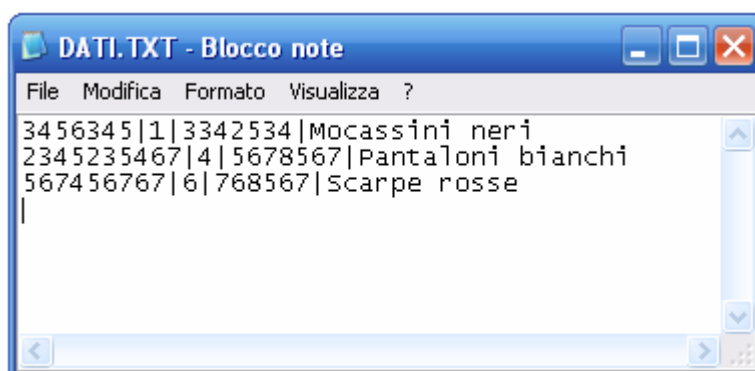 DATI.TXT - Blocco note
File Modifica Formato Visualizza ?
3456345|1|3342534|Mocassini neri
2345235467|4|5678567|Pantaloni bianchi
567456767|6|768567|Scarpe rosse